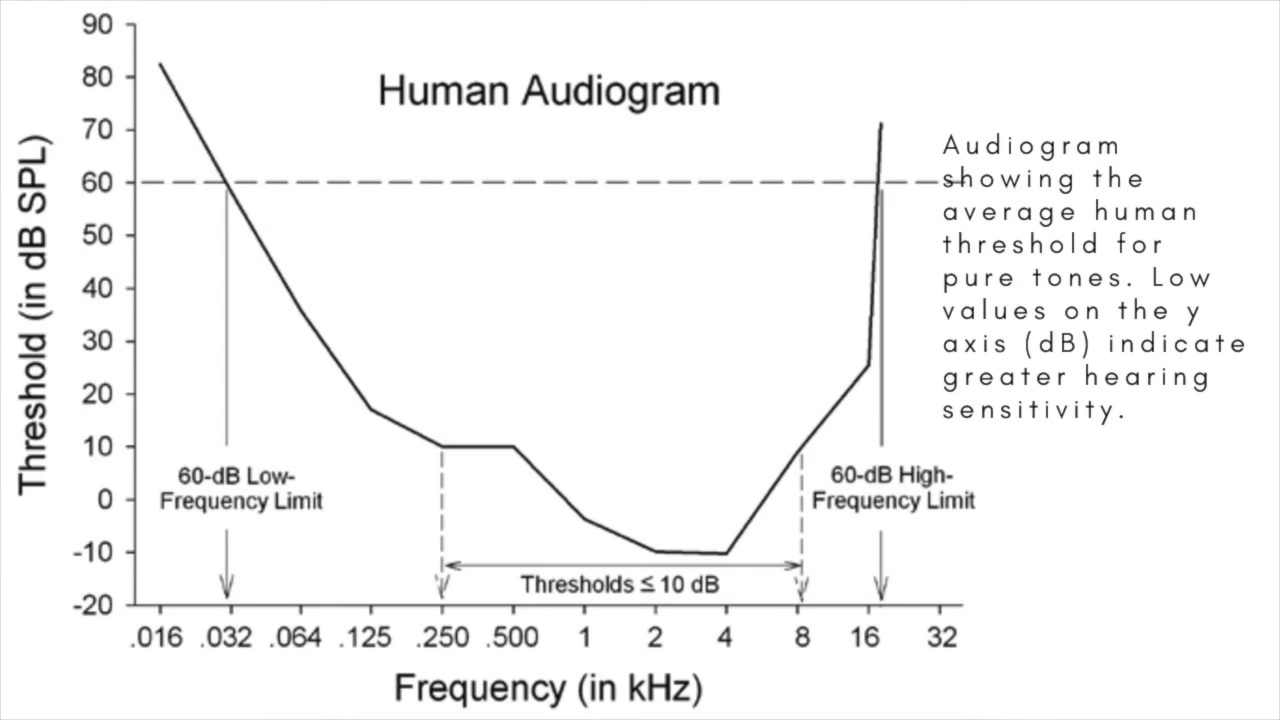 Human Audiogram
Threshold (in dB SPL)
90
80
70
60
50
40
30
20
10
0
-10
-20
60-dB Low-
Frequency Limit
60-dB High-
Frequency Limit
Thresholds ≤ 10 dB
.016 .032 .064 .125 .250 .500 1 2 4 8 16 32
Frequency (in kHz)
Audiogram
showing the
average human
threshold for
pure tones. Low
values on the y
axis (dB) indicate
greater hearing
sensitivity.